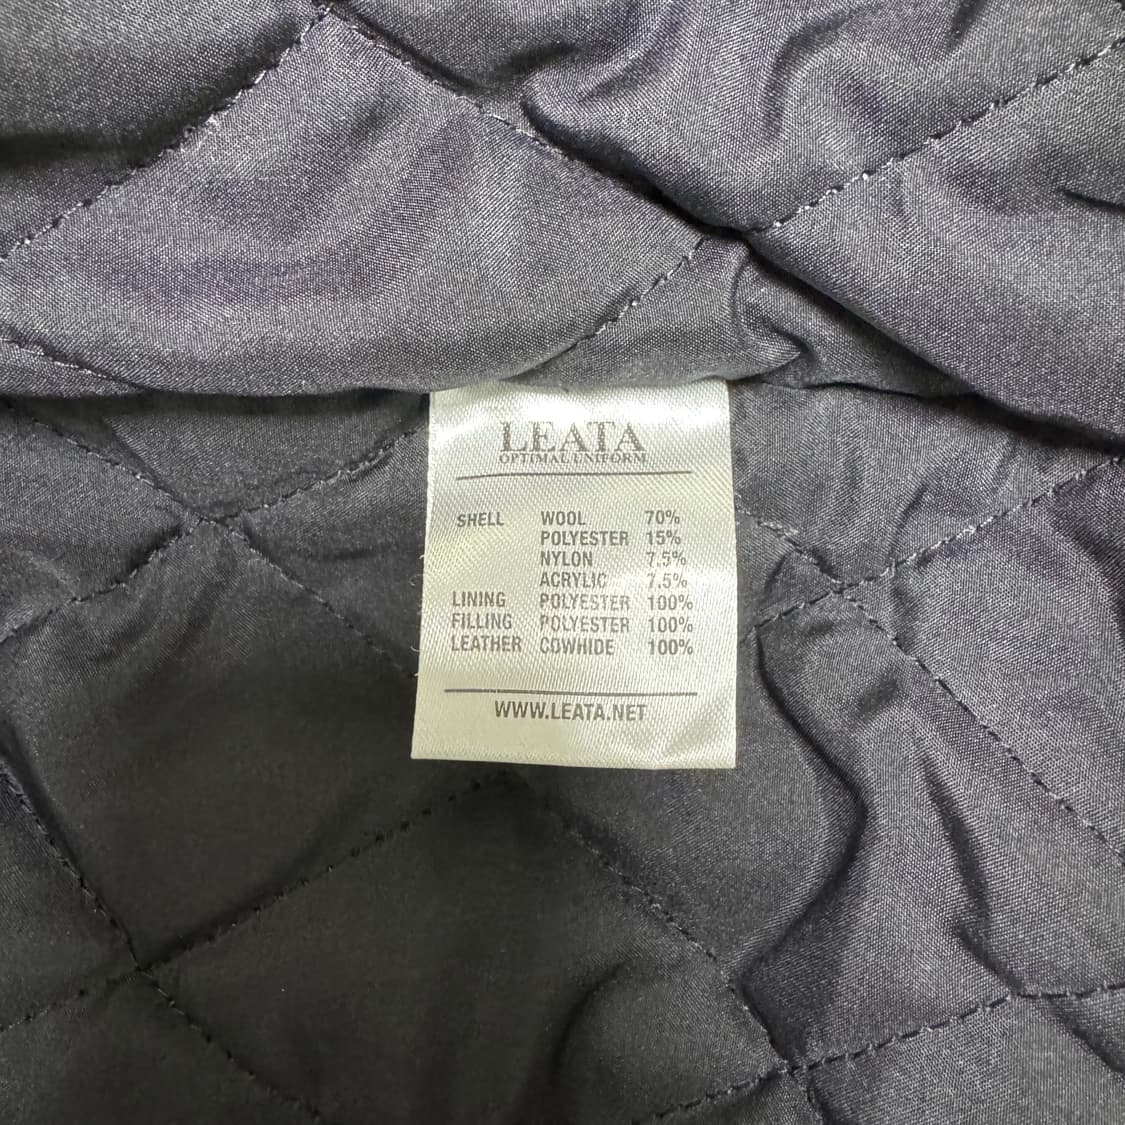 LEATA
OPTIMAL UNIFORM
SHELL WOOL 70%
POLYESTER 15%
NYLON 7.5%
ACRYLIC 7.5%
LINING POLYESTER 100%
FILLING POLYESTER 100%
LEATHER COWHIDE 100%
WWW.LEATA.NET